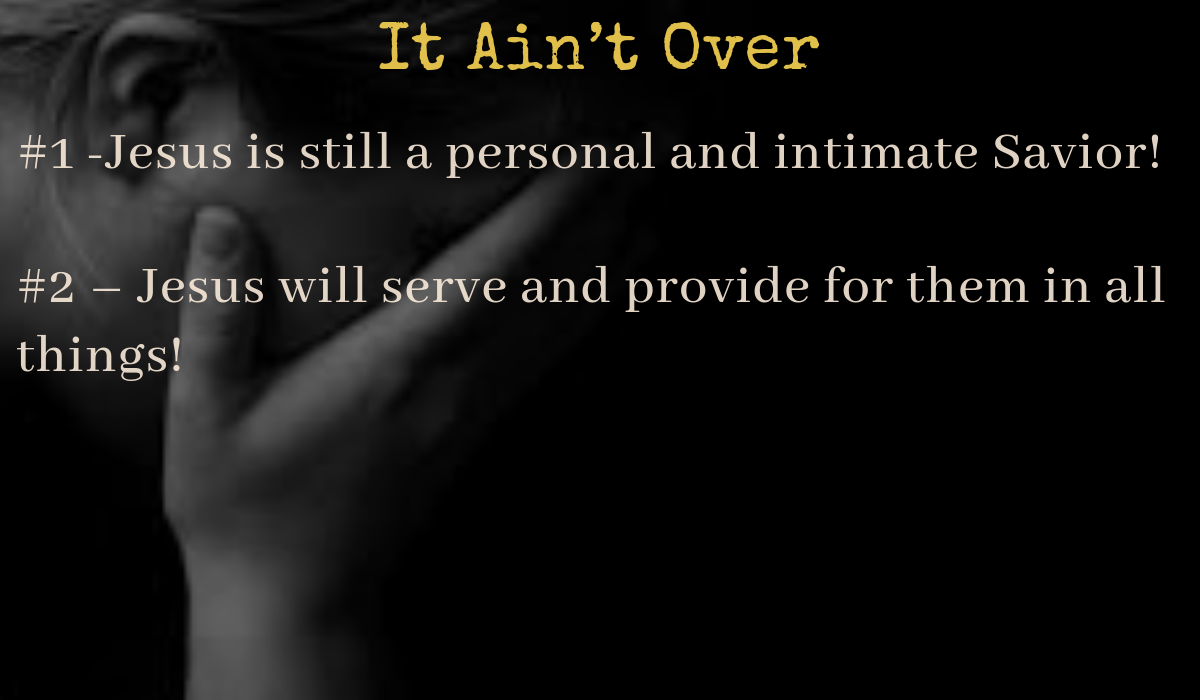 It Ain’t Over
#1 -Jesus is still a personal and intimate Savior!
#2 – Jesus will serve and provide for them in all
things!